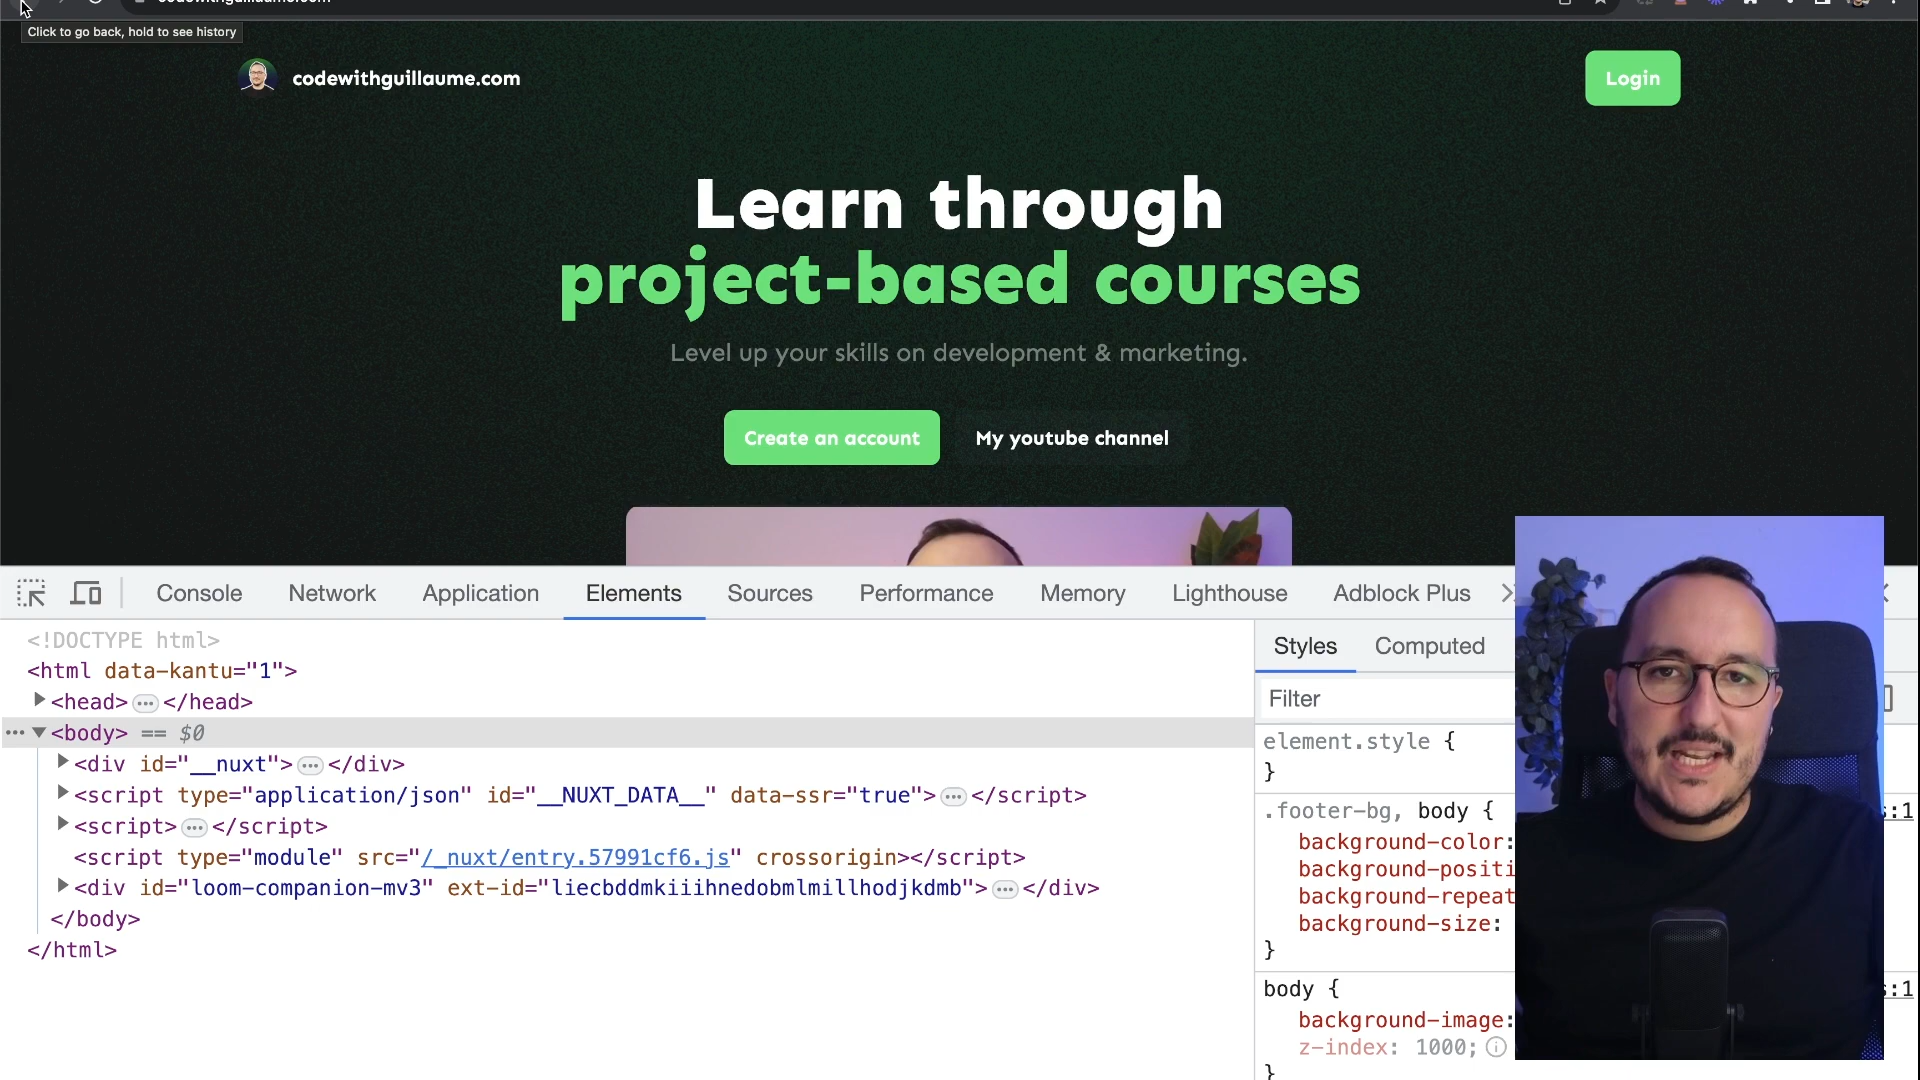 Click to go back, hold to see history
codewithguillaume.com
Login
Learn through
project-based courses
Level up your skills on development & marketing.
Create an account
My youtube channel
Console
Network
Application
Elements
Sources
Performance
Memory
Lighthouse
Adblock Plus
<!DOCTYPE html>
<html data-kantu="1">
<head> ••• </head>
••• <body> == $0
<div id="__nuxt"> ••• </div>
<script type="application/json" id="__NUXT_DATA__" data-ssr="true"> ••• </script>
<script> ••• </script>
<script type="module" src="/_nuxt/entry.57991cf6.js" crossorigin></script>
<div id="loom-companion-mv3" ext-id="liecbddmkiiihnedobmlmillhodjkdmb"> ••• </div>
</body>
</html>
Styles
Computed
Filter
element.style {
}
.footer-bg, body {
s:1
background-color:
background-positi
background-repeat
background-size:
}
body {
s:1
background-image:
z-index: 1000;
}